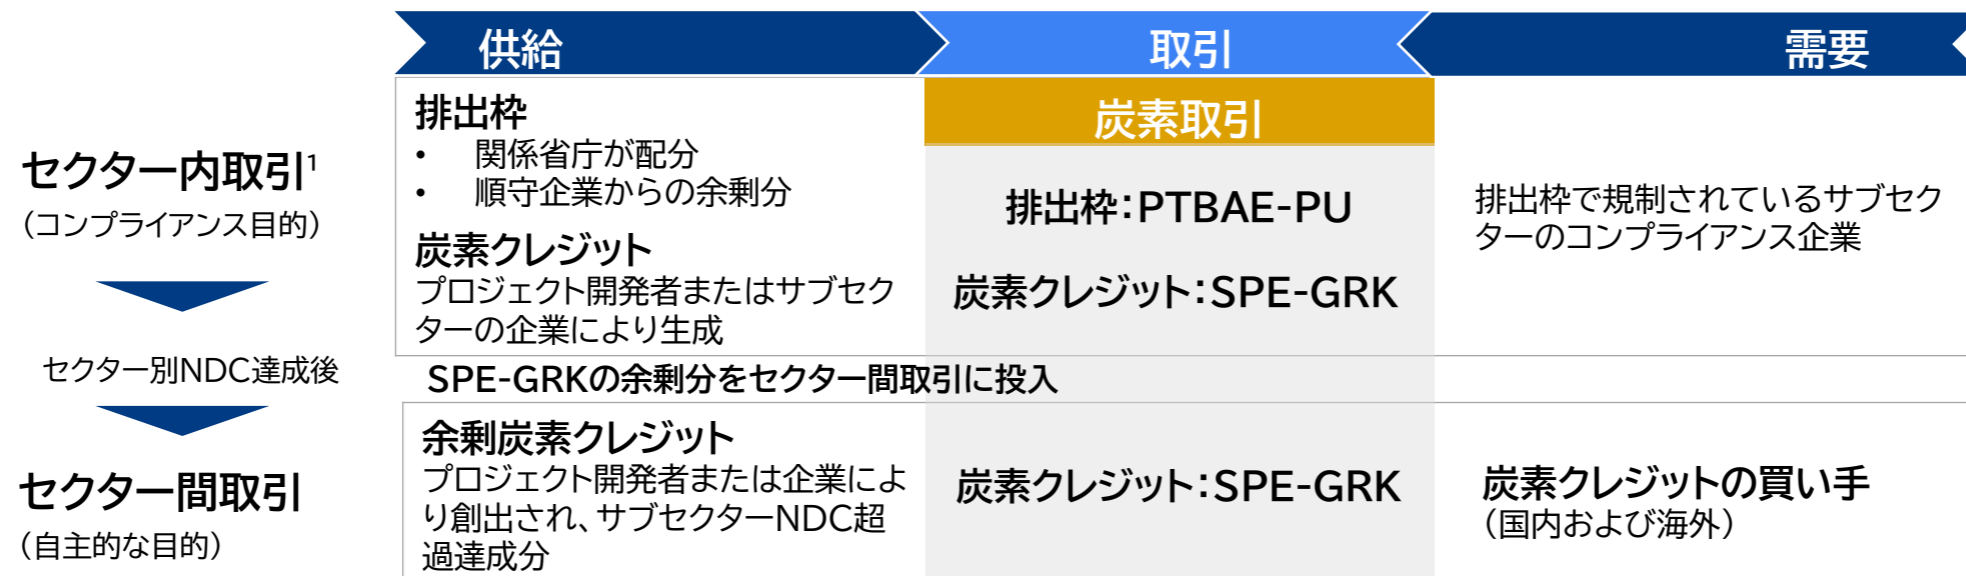 供給
取引
需要
セクター内取引1
（コンプライアンス目的）
排出枠
• 関係省庁が配分
• 順守企業からの余剰分
炭素クレジット
プロジェクト開発者またはサブセク
ターの企業により生成
炭素取引
排出枠：PTBAE-PU
炭素クレジット：SPE-GRK
排出枠で規制されているサブセク
ターのコンプライアンス企業
セクター別NDC達成後
SPE-GRKの余剰分をセクター間取引に投入
セクター間取引
（自主的な目的）
余剰炭素クレジット
プロジェクト開発者または企業によ
り創出され、サブセクターNDC超
過達成分
炭素クレジット：SPE-GRK
炭素クレジットの買い手
（国内および海外）